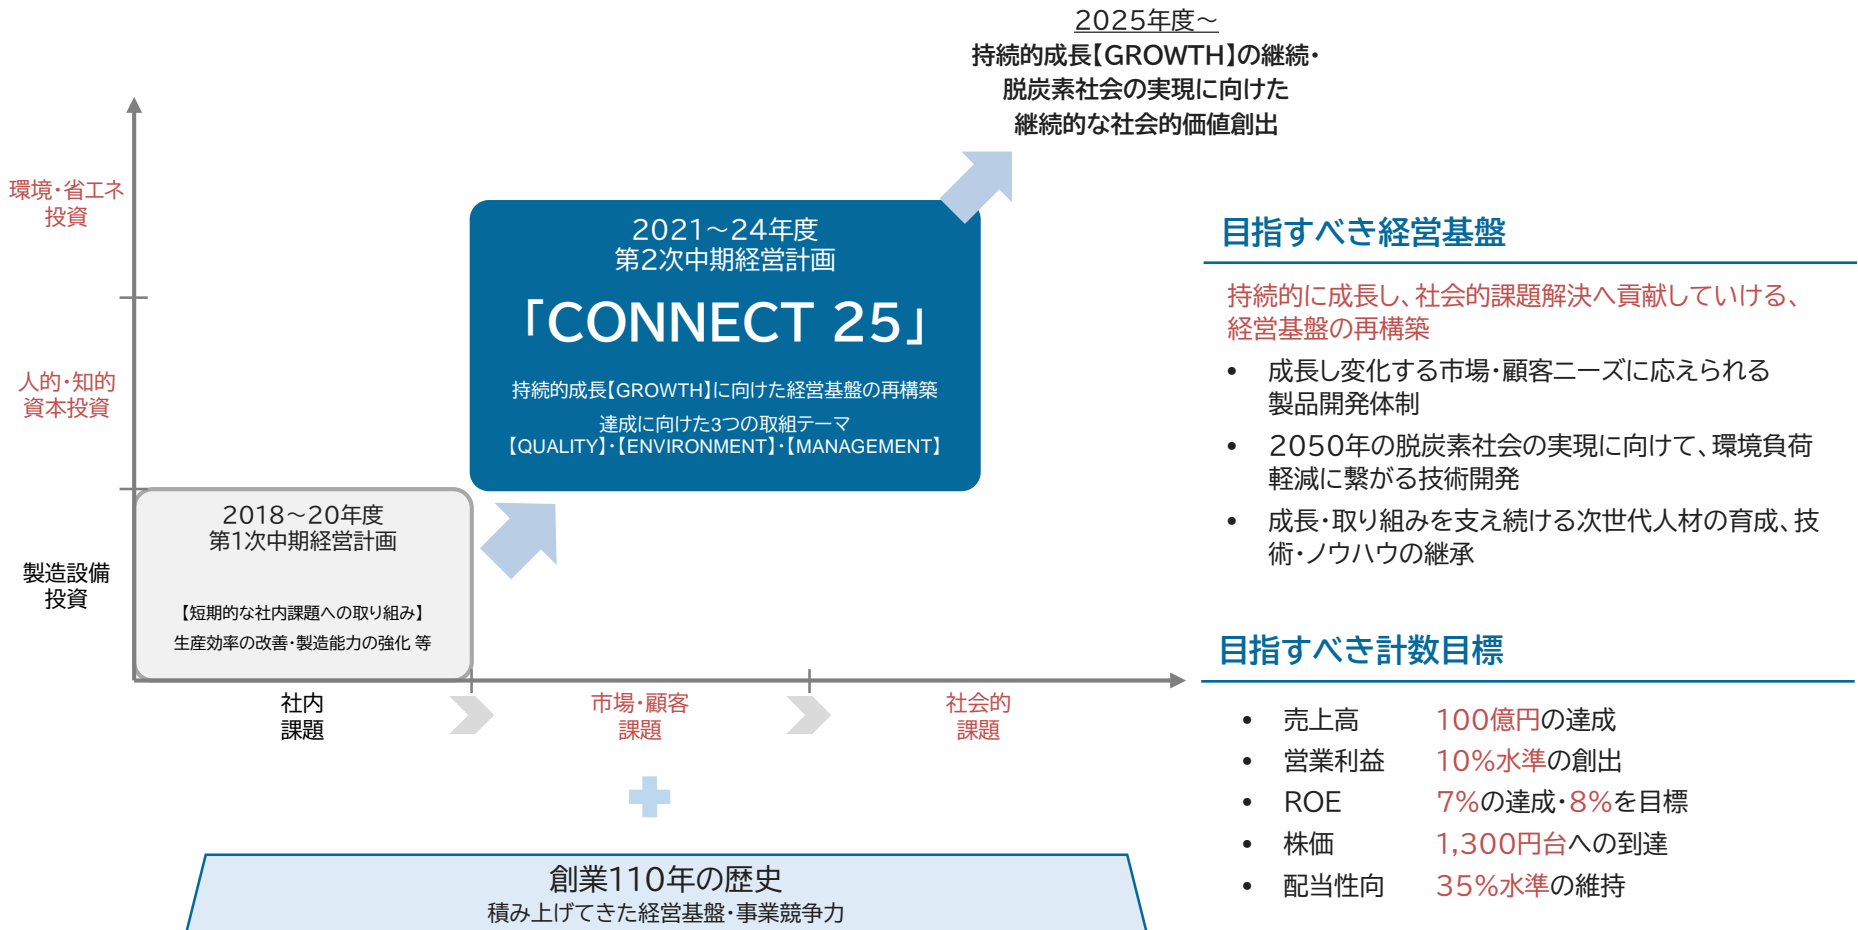 2025年度～
持続的成長【GROWTH】の継続・
脱炭素社会の実現に向けた
継続的な社会的価値創出
環境・省エネ
投資
人的・知的
資本投資
製造設備
投資
2021～24年度
第2次中期経営計画
「CONNECT 25」
持続的成長【GROWTH】に向けた経営基盤の再構築
達成に向けた3つの取組テーマ
【QUALITY】・【ENVIRONMENT】・【MANAGEMENT】
2018～20年度
第1次中期経営計画
【短期的な社内課題への取り組み】
生産効率の改善・製造能力の強化 等
社内
課題
市場・顧客
課題
社会的
課題
創業110年の歴史
積み上げてきた経営基盤・事業競争力
目指すべき経営基盤
持続的に成長し、社会的課題解決へ貢献していける、
経営基盤の再構築
• 成長し変化する市場・顧客ニーズに応えられる
製品開発体制
• 2050年の脱炭素社会の実現に向けて、環境負荷
軽減に繋がる技術開発
• 成長・取り組みを支え続ける次世代人材の育成、技
術・ノウハウの継承
目指すべき計数目標
• 売上高 100億円の達成
• 営業利益 10%水準の創出
• ROE 7%の達成・8%を目標
• 株価 1,300円台への到達
• 配当性向 35%水準の維持